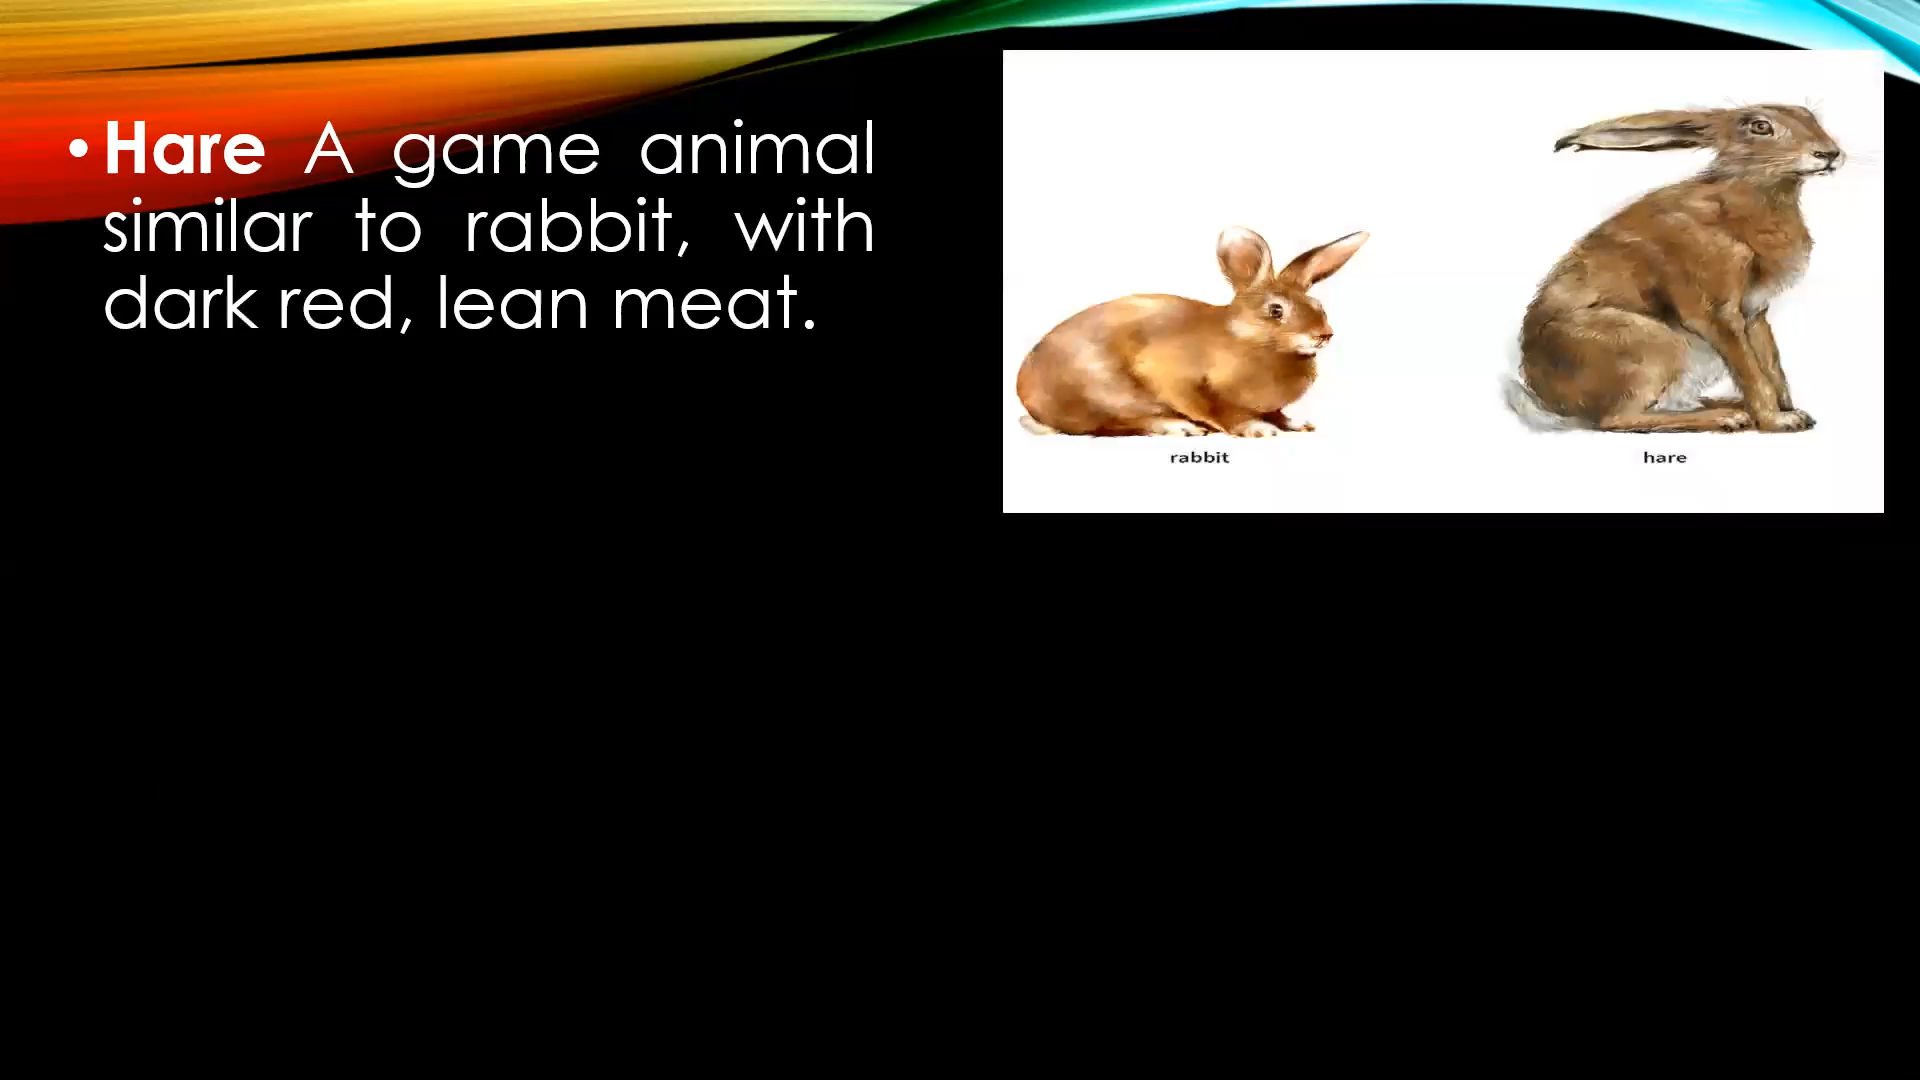 • Hare A game animal
similar to rabbit, with
dark red, lean meat.
rabbit
hare